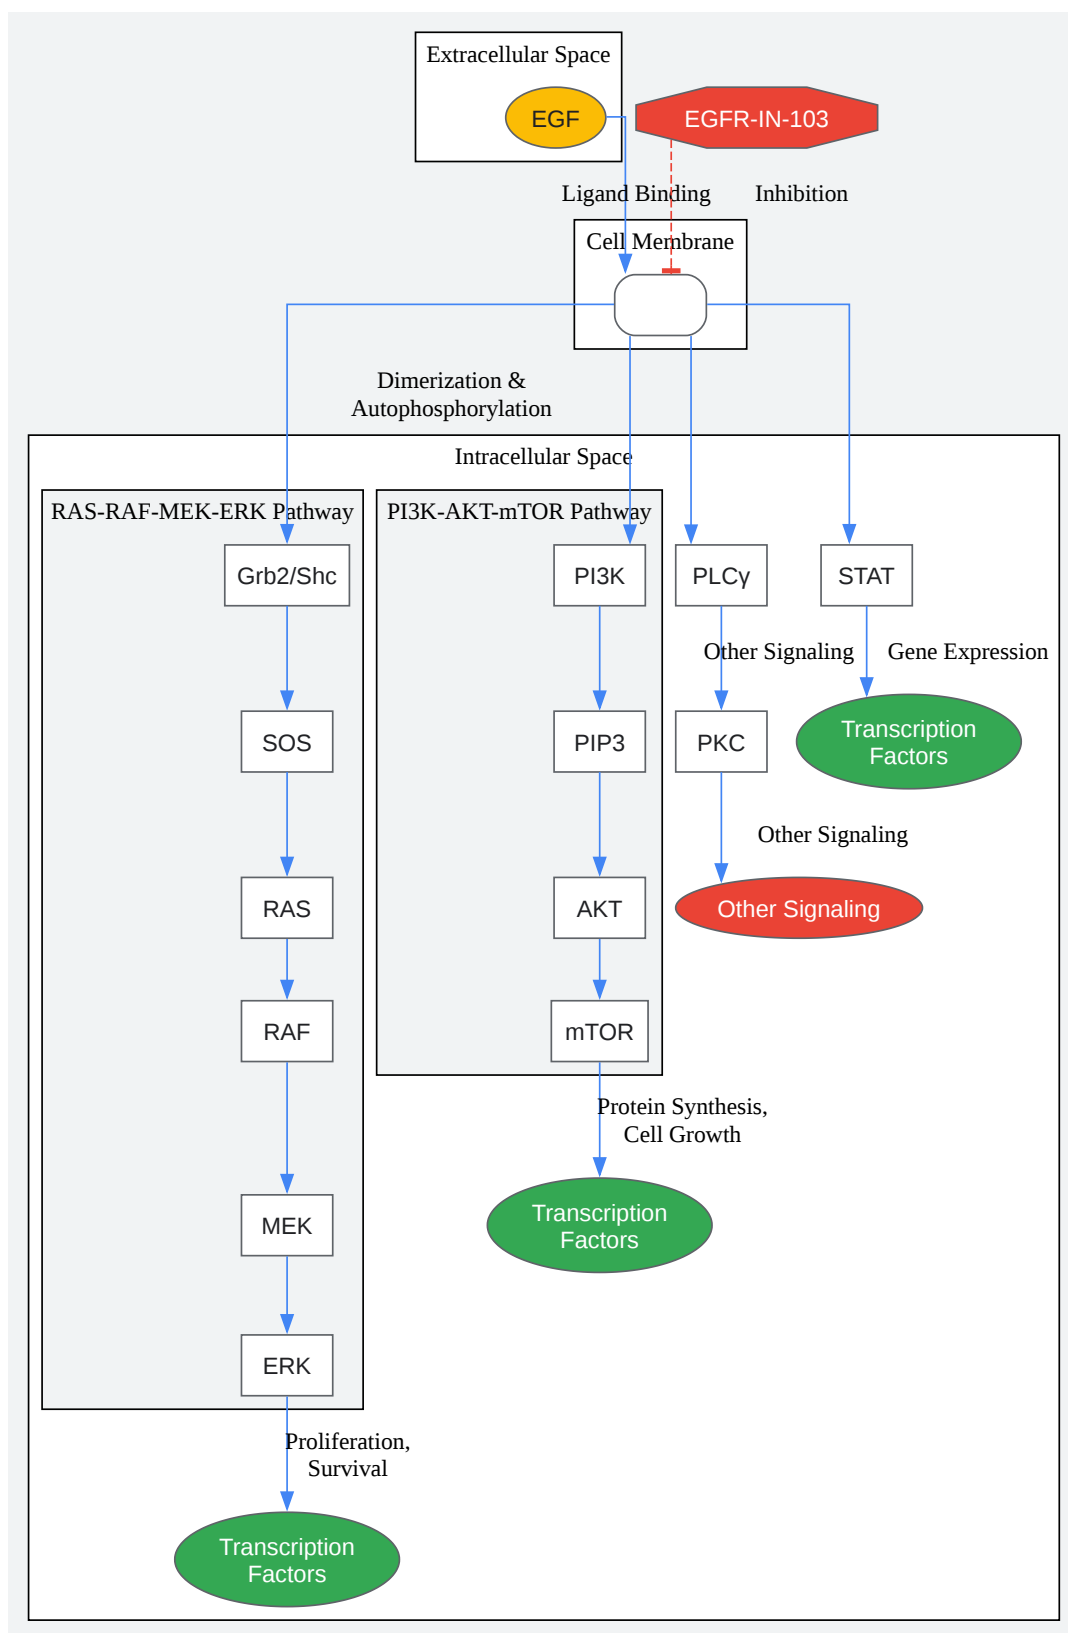 Extracellular Space
EGF
EGFR-IN-103
Ligand Binding
Inhibition
Cell Membrane
Dimerization &
Autophosphorylation
Intracellular Space
RAS-RAF-MEK-ERK Pathway
PI3K-AKT-mTOR Pathway
Grb2/Shc
PI3K
PLCγ
STAT
Other Signaling
Gene Expression
SOS
PIP3
PKC
Transcription
Factors
Other Signaling
RAS
AKT
Other Signaling
RAF
mTOR
Protein Synthesis,
Cell Growth
MEK
Transcription
Factors
ERK
Proliferation,
Survival
Transcription
Factors